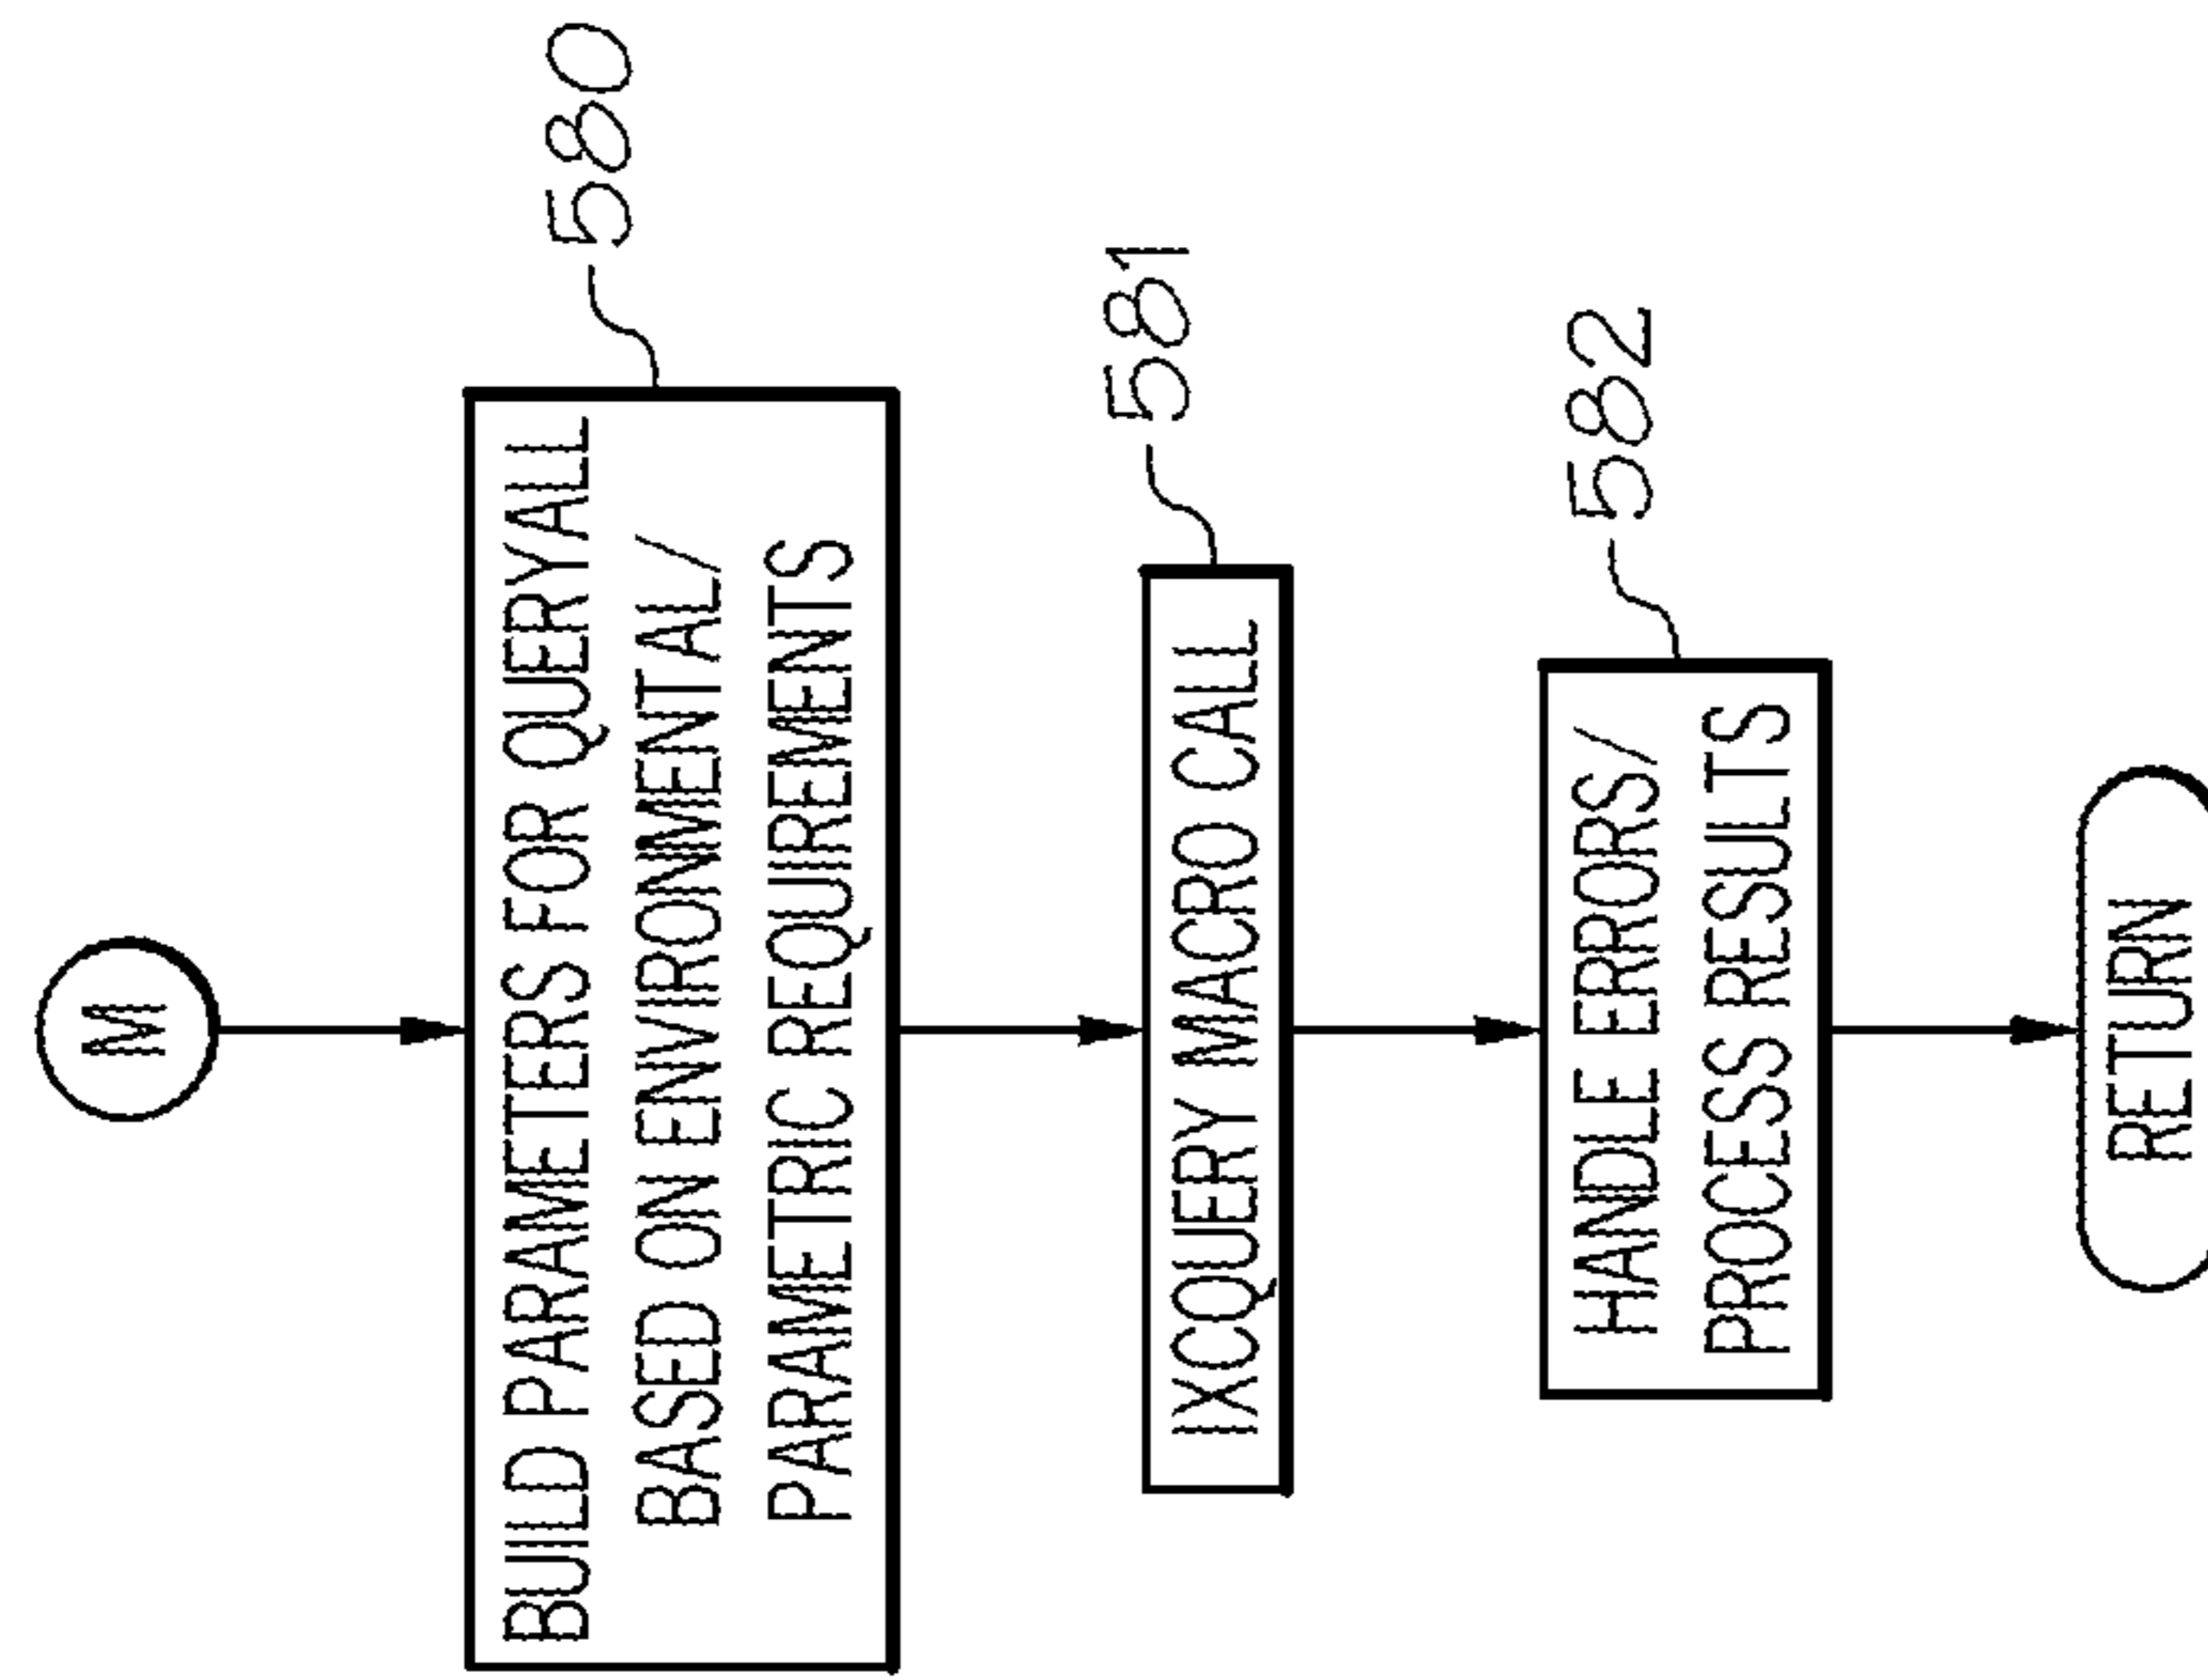 M
580
BUILD PARAMETERS FOR QUERYALL
BASED ON ENVIRONMENTAL/
PARAMETRIC REQUIREMENTS
581
IXCQUERY MACRO CALL
582
HANDLE ERRORS/
PROCESS RESULTS
RETURN